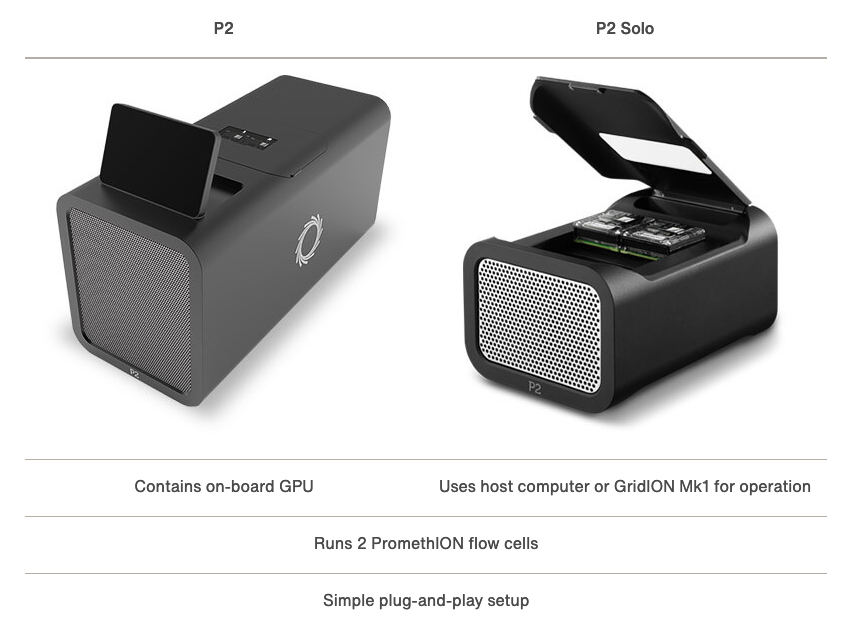 P2
P2 Solo
P2
P2
Contains on-board GPU
Uses host computer or GridION Mk1 for operation
Runs 2 PromethION flow cells
Simple plug-and-play setup